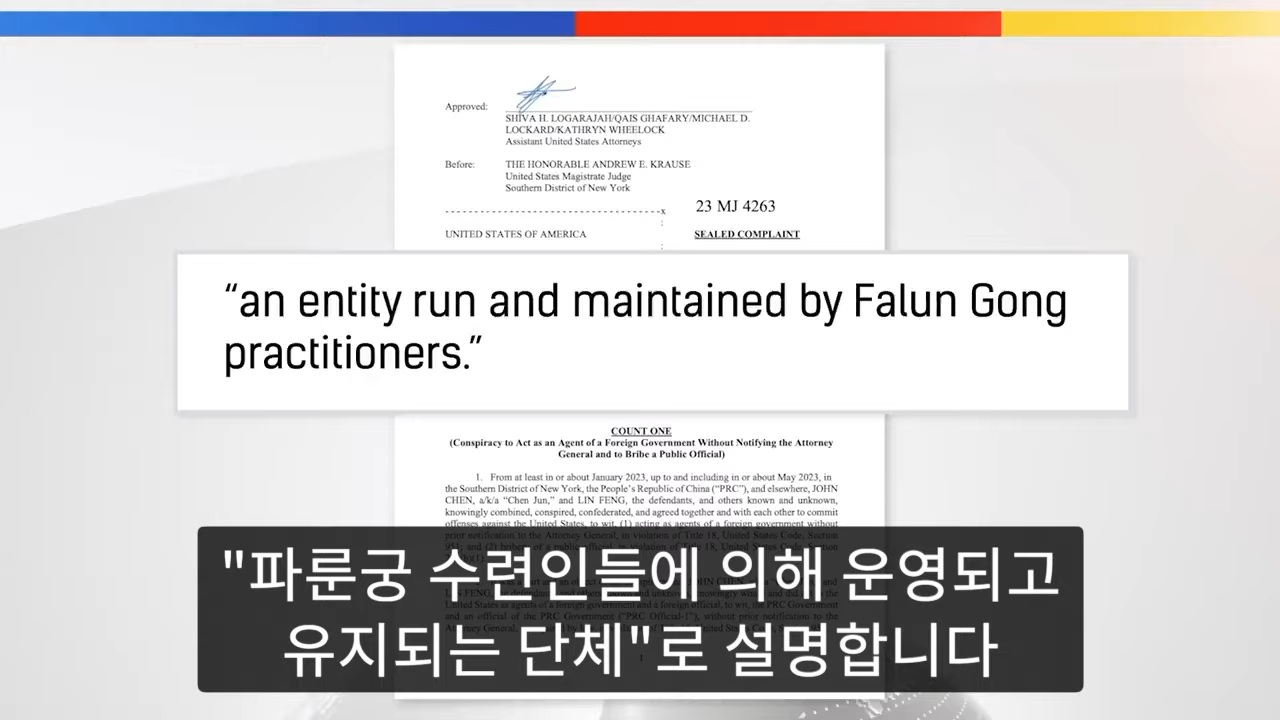 Approved:
SHIVA H. LOGARAJAH/QAIS GHAFARY/MICHAEL D.
LOCKARD/KATHRYN WHEELOCK
Assistant United States Attorneys
Before:
THE HONORABLE ANDREW E. KRAUSE
United States Magistrate Judge
Southern District of New York
23 MJ 4263
UNITED STATES OF AMERICA
SEALED COMPLAINT
“an entity run and maintained by Falun Gong
practitioners.”
COUNT ONE
(Conspiracy to Act as an Agent of a Foreign Government Without Notifying the Attorney
General and to Bribe a Public Official)
1. From at least in or about January 2023, up to and including in or about May 2023, in
the Southern District of New York, the People’s Republic of China (“PRC”), and elsewhere, JOHN
CHEN, a/k/a “Chen Jun,” and LIN FENG, the defendants, and others known and unknown,
knowingly combined, conspired, confederated, and agreed together and with each other to commit
offenses against the United States, to wit, (1) acting as agents of a foreign government without
"파룬궁 수련인들에 의해 운영되고
유지되는 단체"로 설명합니다